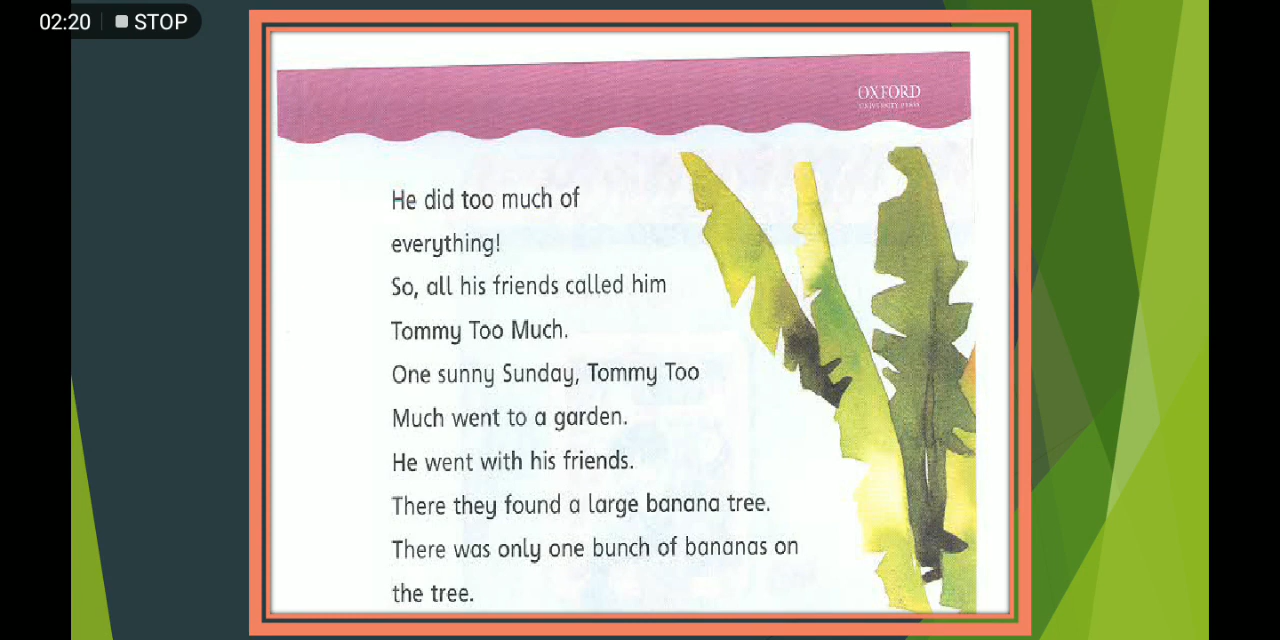 02:20 STOP
OXFORD
UNIVERSITY PRESS
He did too much of
everything!
So, all his friends called him
Tommy Too Much.
One sunny Sunday, Tommy Too
Much went to a garden.
He went with his friends.
There they found a large banana tree.
There was only one bunch of bananas on
the tree.